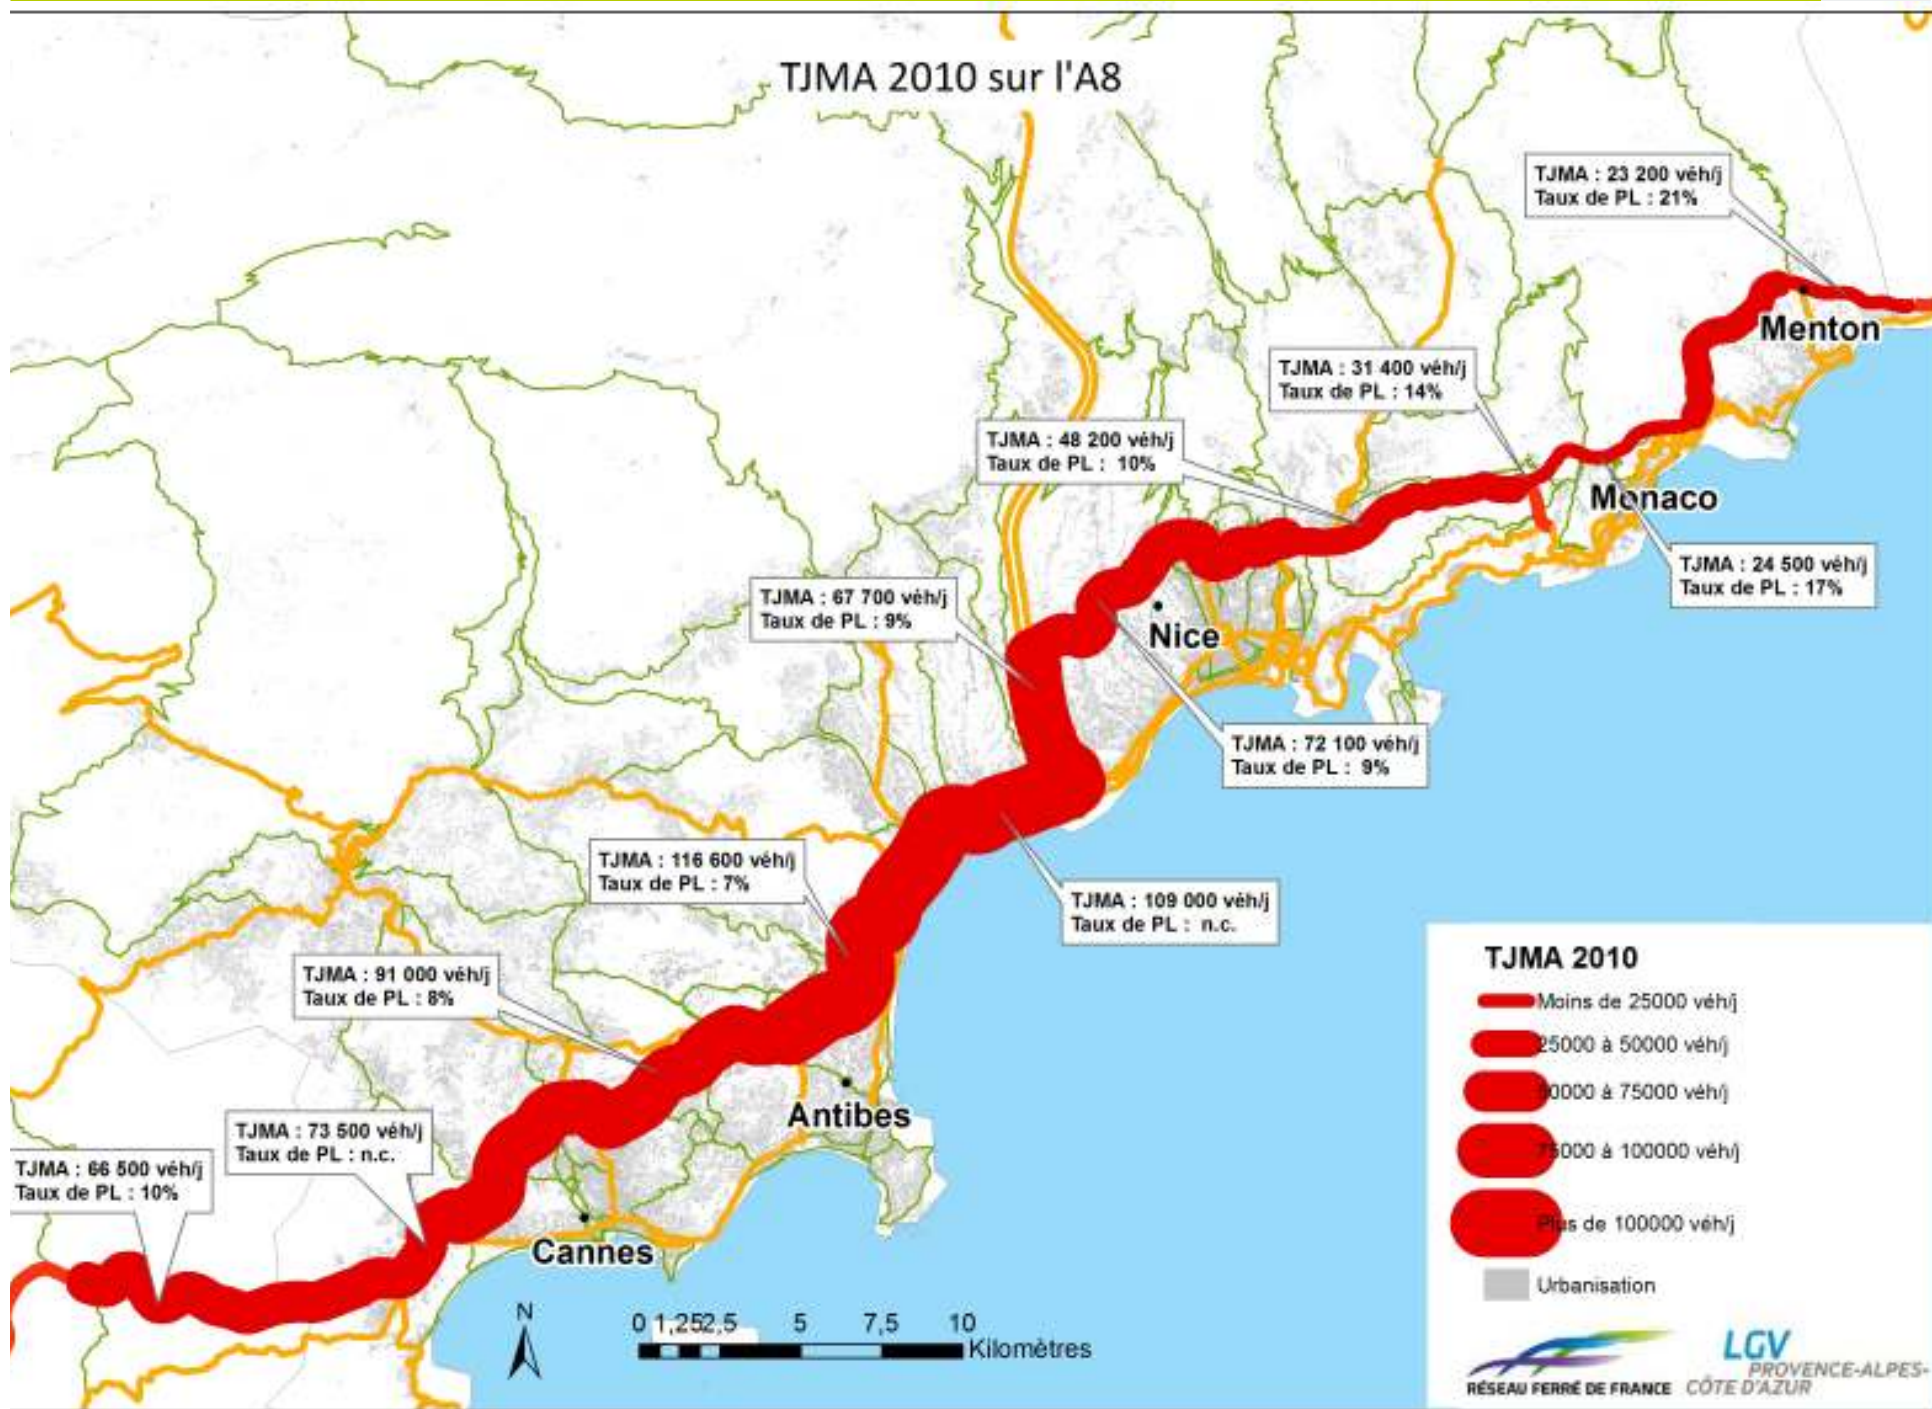 TJMA 2010 sur l'A8
TJMA : 23 200 véh/j
Taux de PL : 21%
Menton
TJMA : 31 400 véh/j
Taux de PL : 14%
TJMA : 48 200 véh/j
Taux de PL : 10%
Monaco
TJMA : 24 500 véh/j
Taux de PL : 17%
TJMA : 67 700 véh/j
Taux de PL : 9%
Nice
TJMA : 72 100 véh/j
Taux de PL : 9%
TJMA : 116 600 véh/j
Taux de PL : 7%
TJMA : 109 000 véh/j
Taux de PL : n.c.
TJMA : 91 000 véh/j
Taux de PL : 8%
Antibes
TJMA : 73 500 véh/j
Taux de PL : n.c.
TJMA : 66 500 véh/j
Taux de PL : 10%
Cannes
N
0 1,25 2,5 5 7,5 10
Kilomètres
TJMA 2010
Moins de 25000 véh/j
25000 à 50000 véh/j
50000 à 75000 véh/j
75000 à 100000 véh/j
Plus de 100000 véh/j
Urbanisation
RÉSEAU FERRÉ DE FRANCE
LGV
PROVENCE-ALPES-
CÔTE D'AZUR